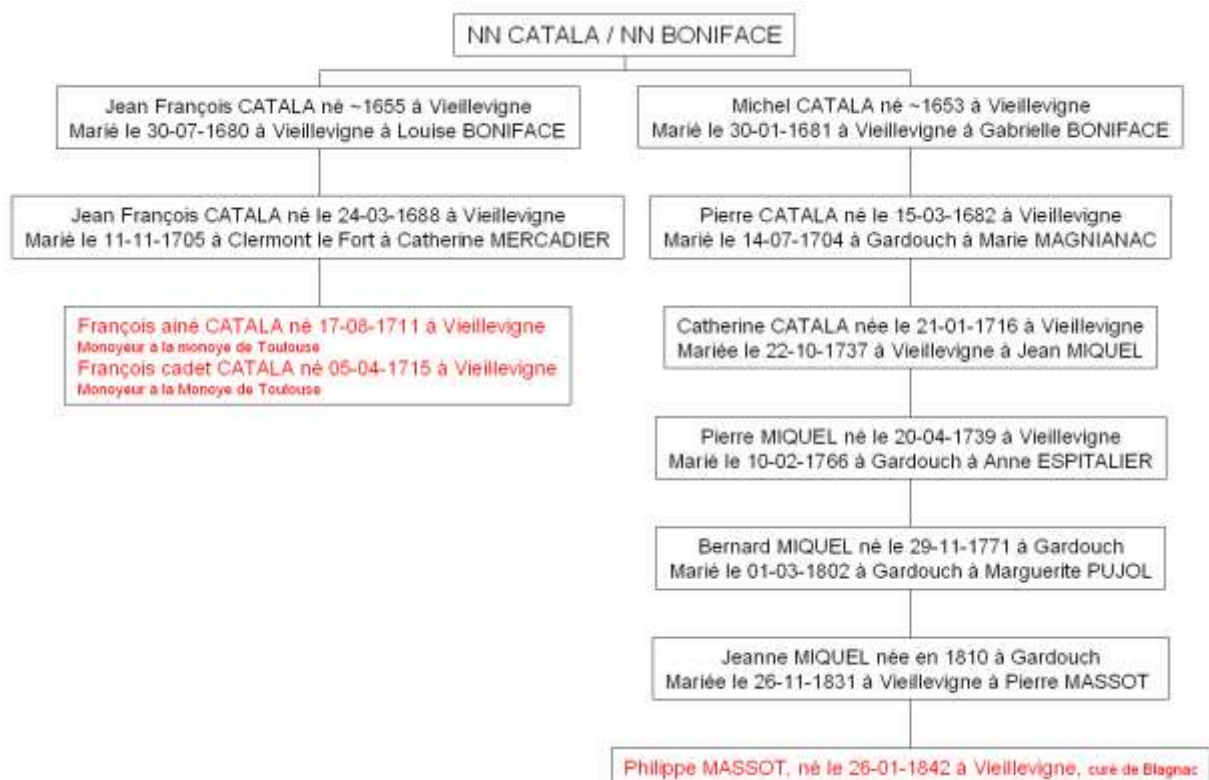 NN CATALA / NN BONIFACE
Jean François CATALA né ~1655 à Vieillevigne
Marié le 30-07-1680 à Vieillevigne à Louise BONIFACE
Michel CATALA né ~1653 à Vieillevigne
Marié le 30-01-1681 à Vieillevigne à Gabrielle BONIFACE
Jean François CATALA né le 24-03-1688 à Vieillevigne
Marié le 11-11-1705 à Clermont le Fort à Catherine MERCADIER
Pierre CATALA né le 15-03-1682 à Vieillevigne
Marié le 14-07-1704 à Gardouch à Marie MAGNIANAC
François ainé CATALA né 17-08-1711 à Vieillevigne
Monoyeur à la monoye de Toulouse
François cadet CATALA né 05-04-1715 à Vieillevigne
Monoyeur à la Monoye de Toulouse
Catherine CATALA née le 21-01-1716 à Vieillevigne
Mariée le 22-10-1737 à Vieillevigne à Jean MIQUEL
Pierre MIQUEL né le 20-04-1739 à Vieillevigne
Marié le 10-02-1766 à Gardouch à Anne ESPITALIER
Bernard MIQUEL né le 29-11-1771 à Gardouch
Marié le 01-03-1802 à Gardouch à Marguerite PUJOL
Jeanne MIQUEL née en 1810 à Gardouch
Mariée le 26-11-1831 à Vieillevigne à Pierre MASSOT
Philippe MASSOT, né le 26-01-1842 à Vieillevigne, curé de Blagnac